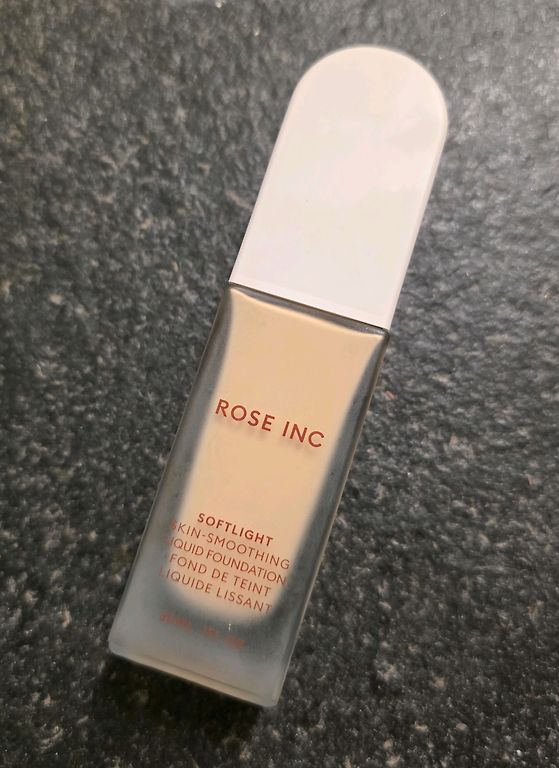 ROSE INC
SOFTLIGHT
SKIN-SMOOTHING
LIQUID FOUNDATION
FOND DE TEINT
LIQUIDE LISSANT